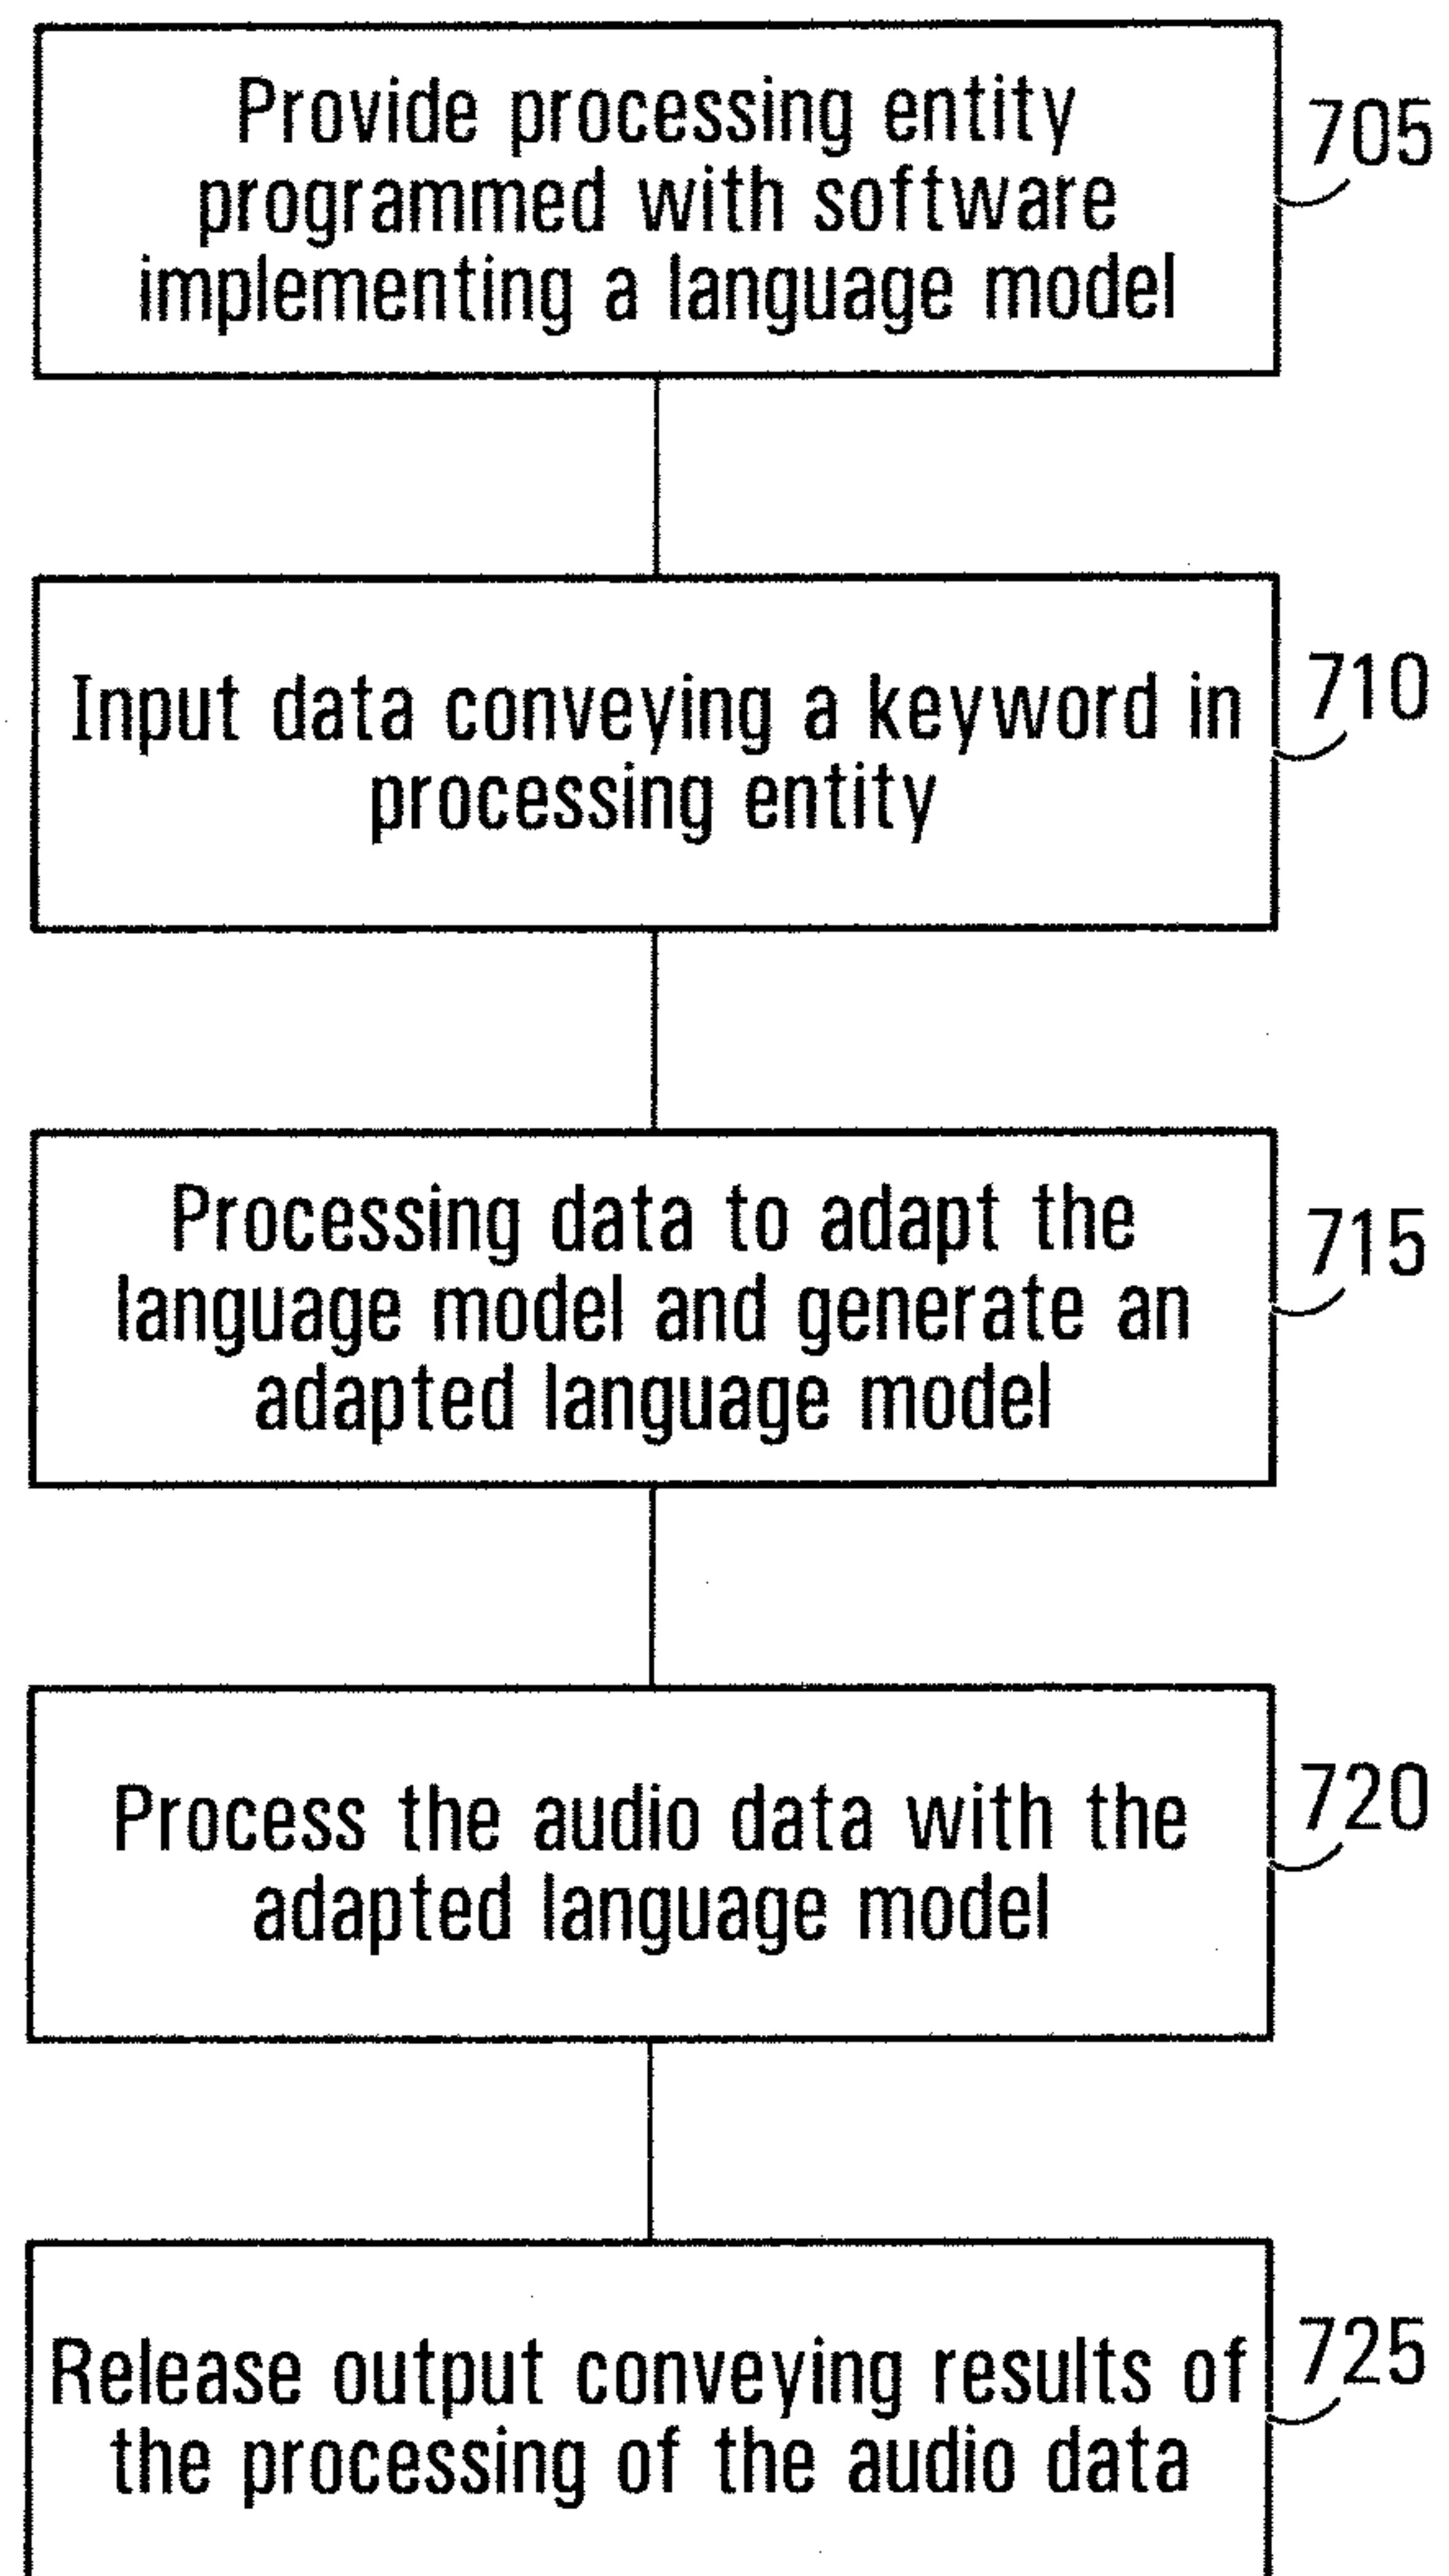 Provide processing entity
programmed with software
implementing a language model
705
Input data conveying a keyword in
processing entity
710
Processing data to adapt the
language model and generate an
adapted language model
715
Process the audio data with the
adapted language model
720
Release output conveying results of
the processing of the audio data
725